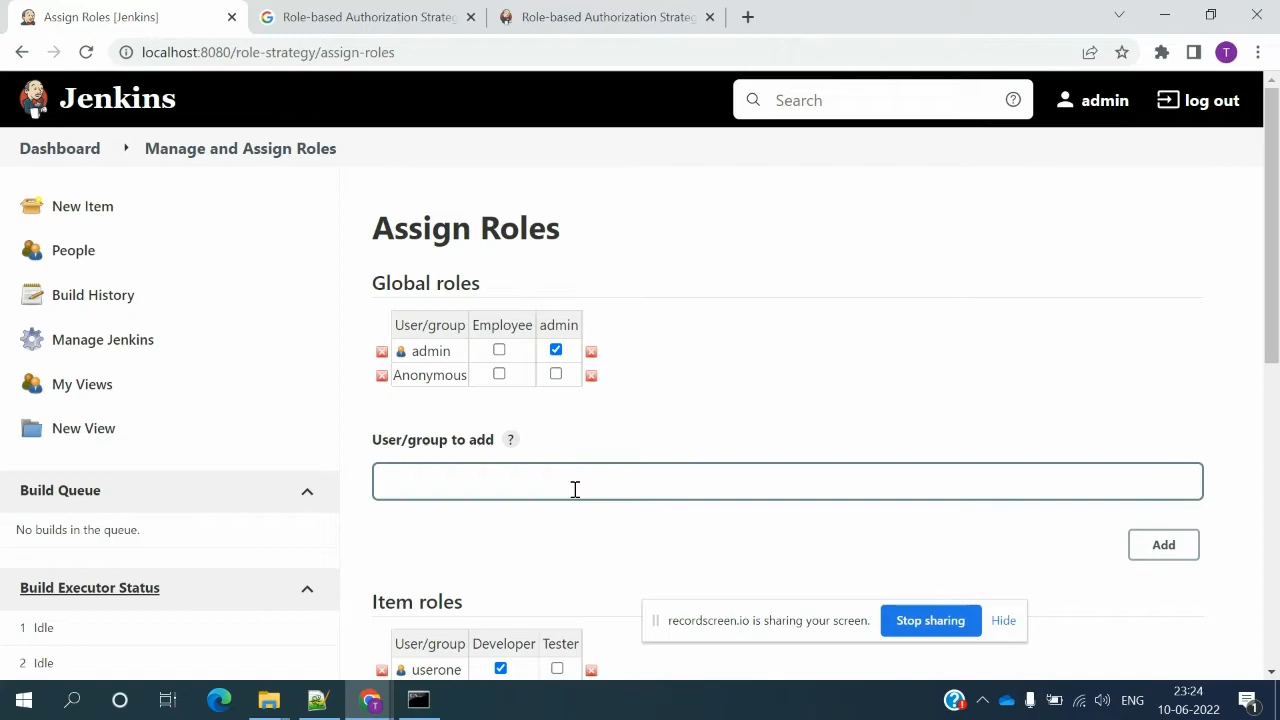 Assign Roles [Jenkins]
Role-based Authorization Strateg
Role-based Authorization Strateg
localhost:8080/role-strategy/assign-roles
T
Jenkins
Search
admin
log out
Dashboard
Manage and Assign Roles
New Item
People
Build History
Manage Jenkins
My Views
New View
Build Queue
No builds in the queue.
Build Executor Status
1 Idle
2 Idle
Assign Roles
Global roles
User/group Employee admin
admin
Anonymous
User/group to add ?
Add
Item roles
User/group Developer Tester
userone
recordscreen.io is sharing your screen.
Stop sharing
Hide
ENG
23:24
10-06-2022
1